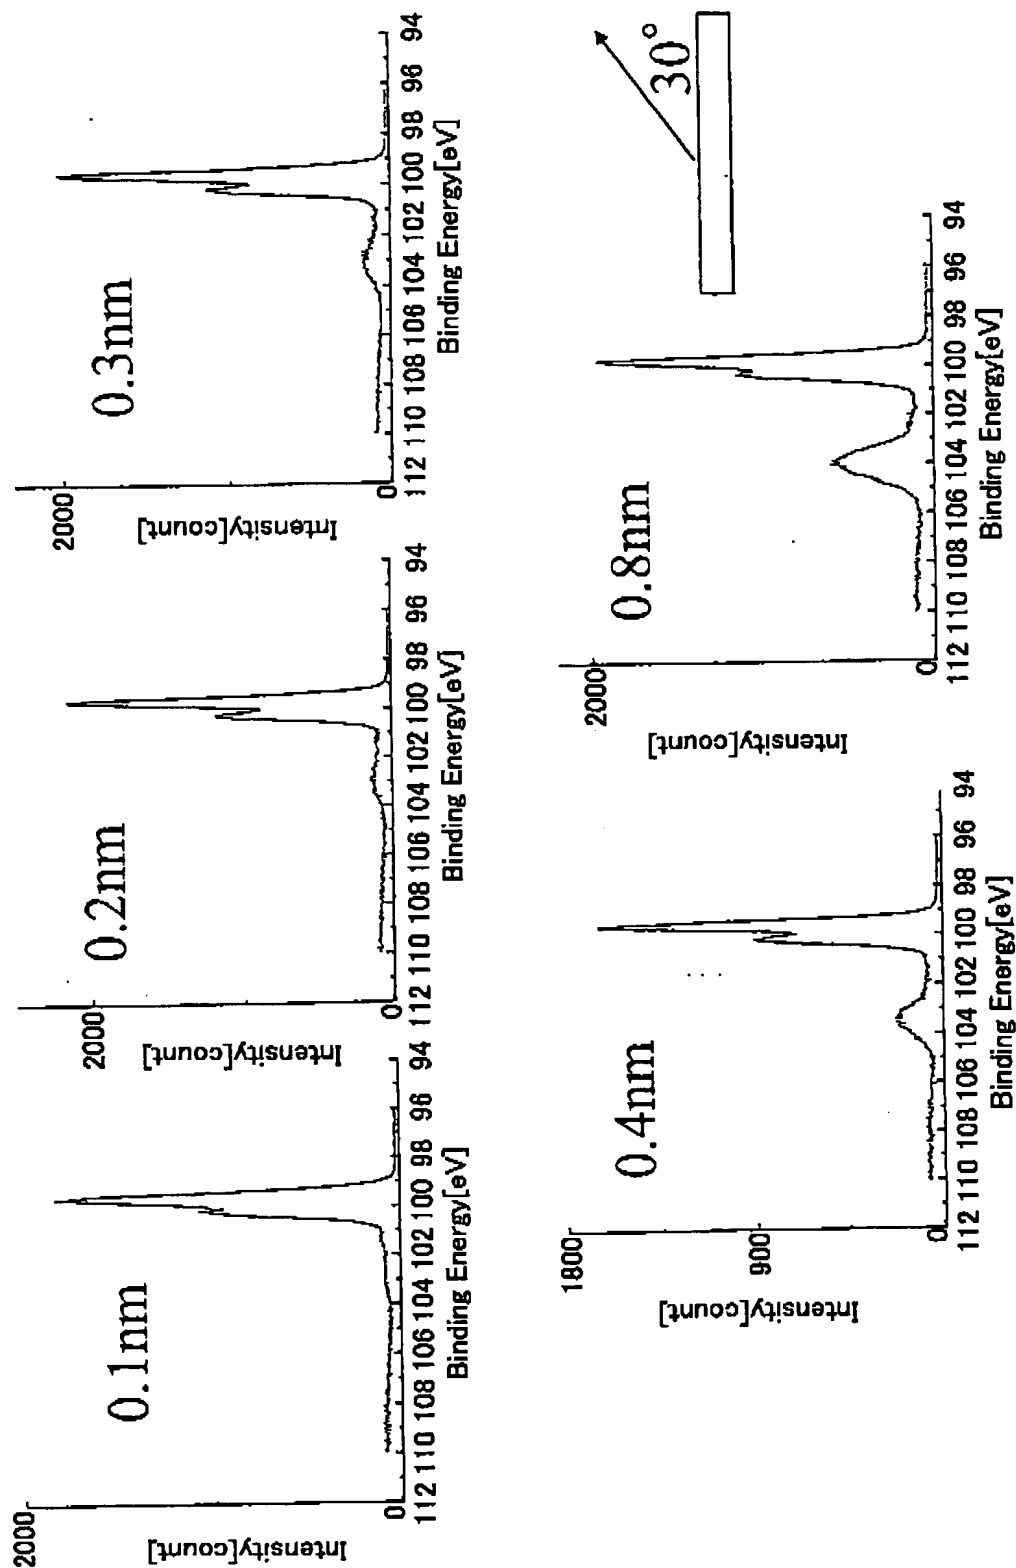 2000
Intensity[count]
0.1nm
0
112 110 108 106 104 102 100 98 96 94
Binding Energy[eV]
2000
Intensity[count]
0.2nm
0
112 110 108 106 104 102 100 98 96 94
Binding Energy[eV]
2000
Intensity[count]
0.3nm
0
112 110 108 106 104 102 100 98 96 94
Binding Energy[eV]
1800
900
Intensity[count]
0.4nm
0
112 110 108 106 104 102 100 98 96 94
Binding Energy[eV]
2000
Intensity[count]
0.8nm
0
112 110 108 106 104 102 100 98 96 94
Binding Energy[eV]
30°